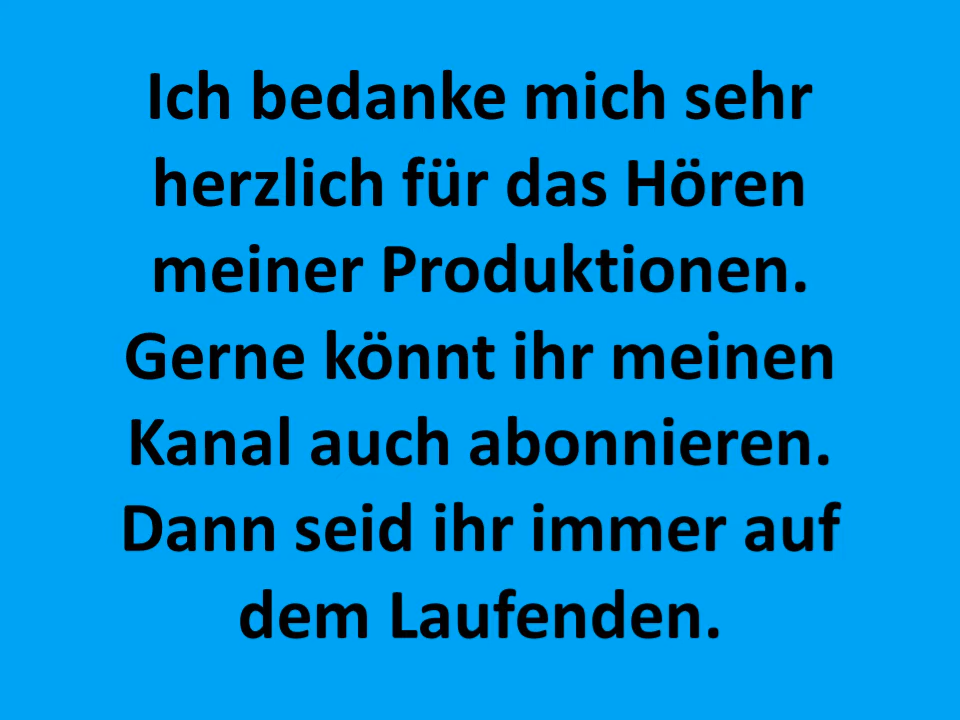 Ich bedanke mich sehr
herzlich für das Hören
meiner Produktionen.
Gerne könnt ihr meinen
Kanal auch abonnieren.
Dann seid ihr immer auf
dem Laufenden.